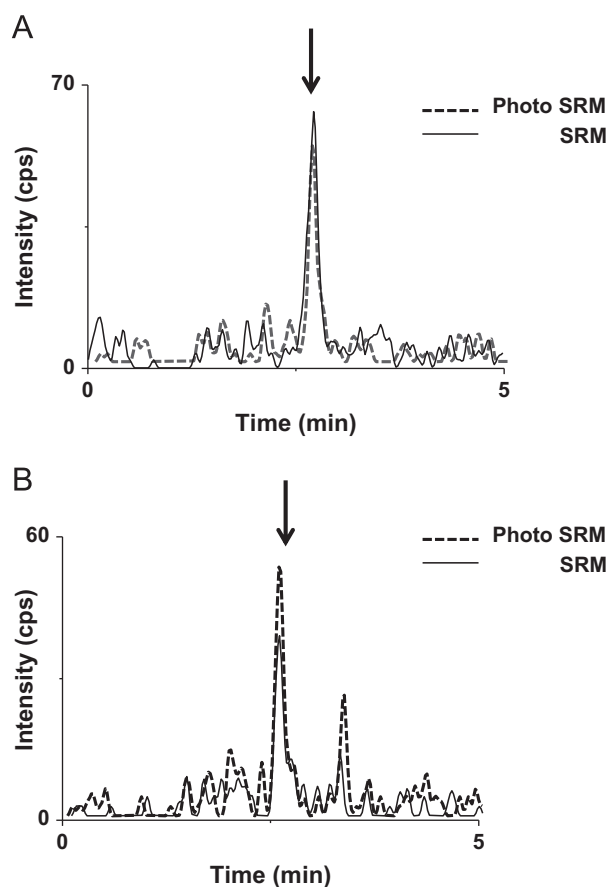 A
70
Photo SRM
SRM
Intensity (cps)
0
0
5
Time (min)
B
60
Photo SRM
SRM
Intensity (cps)
0
0
5
Time (min)